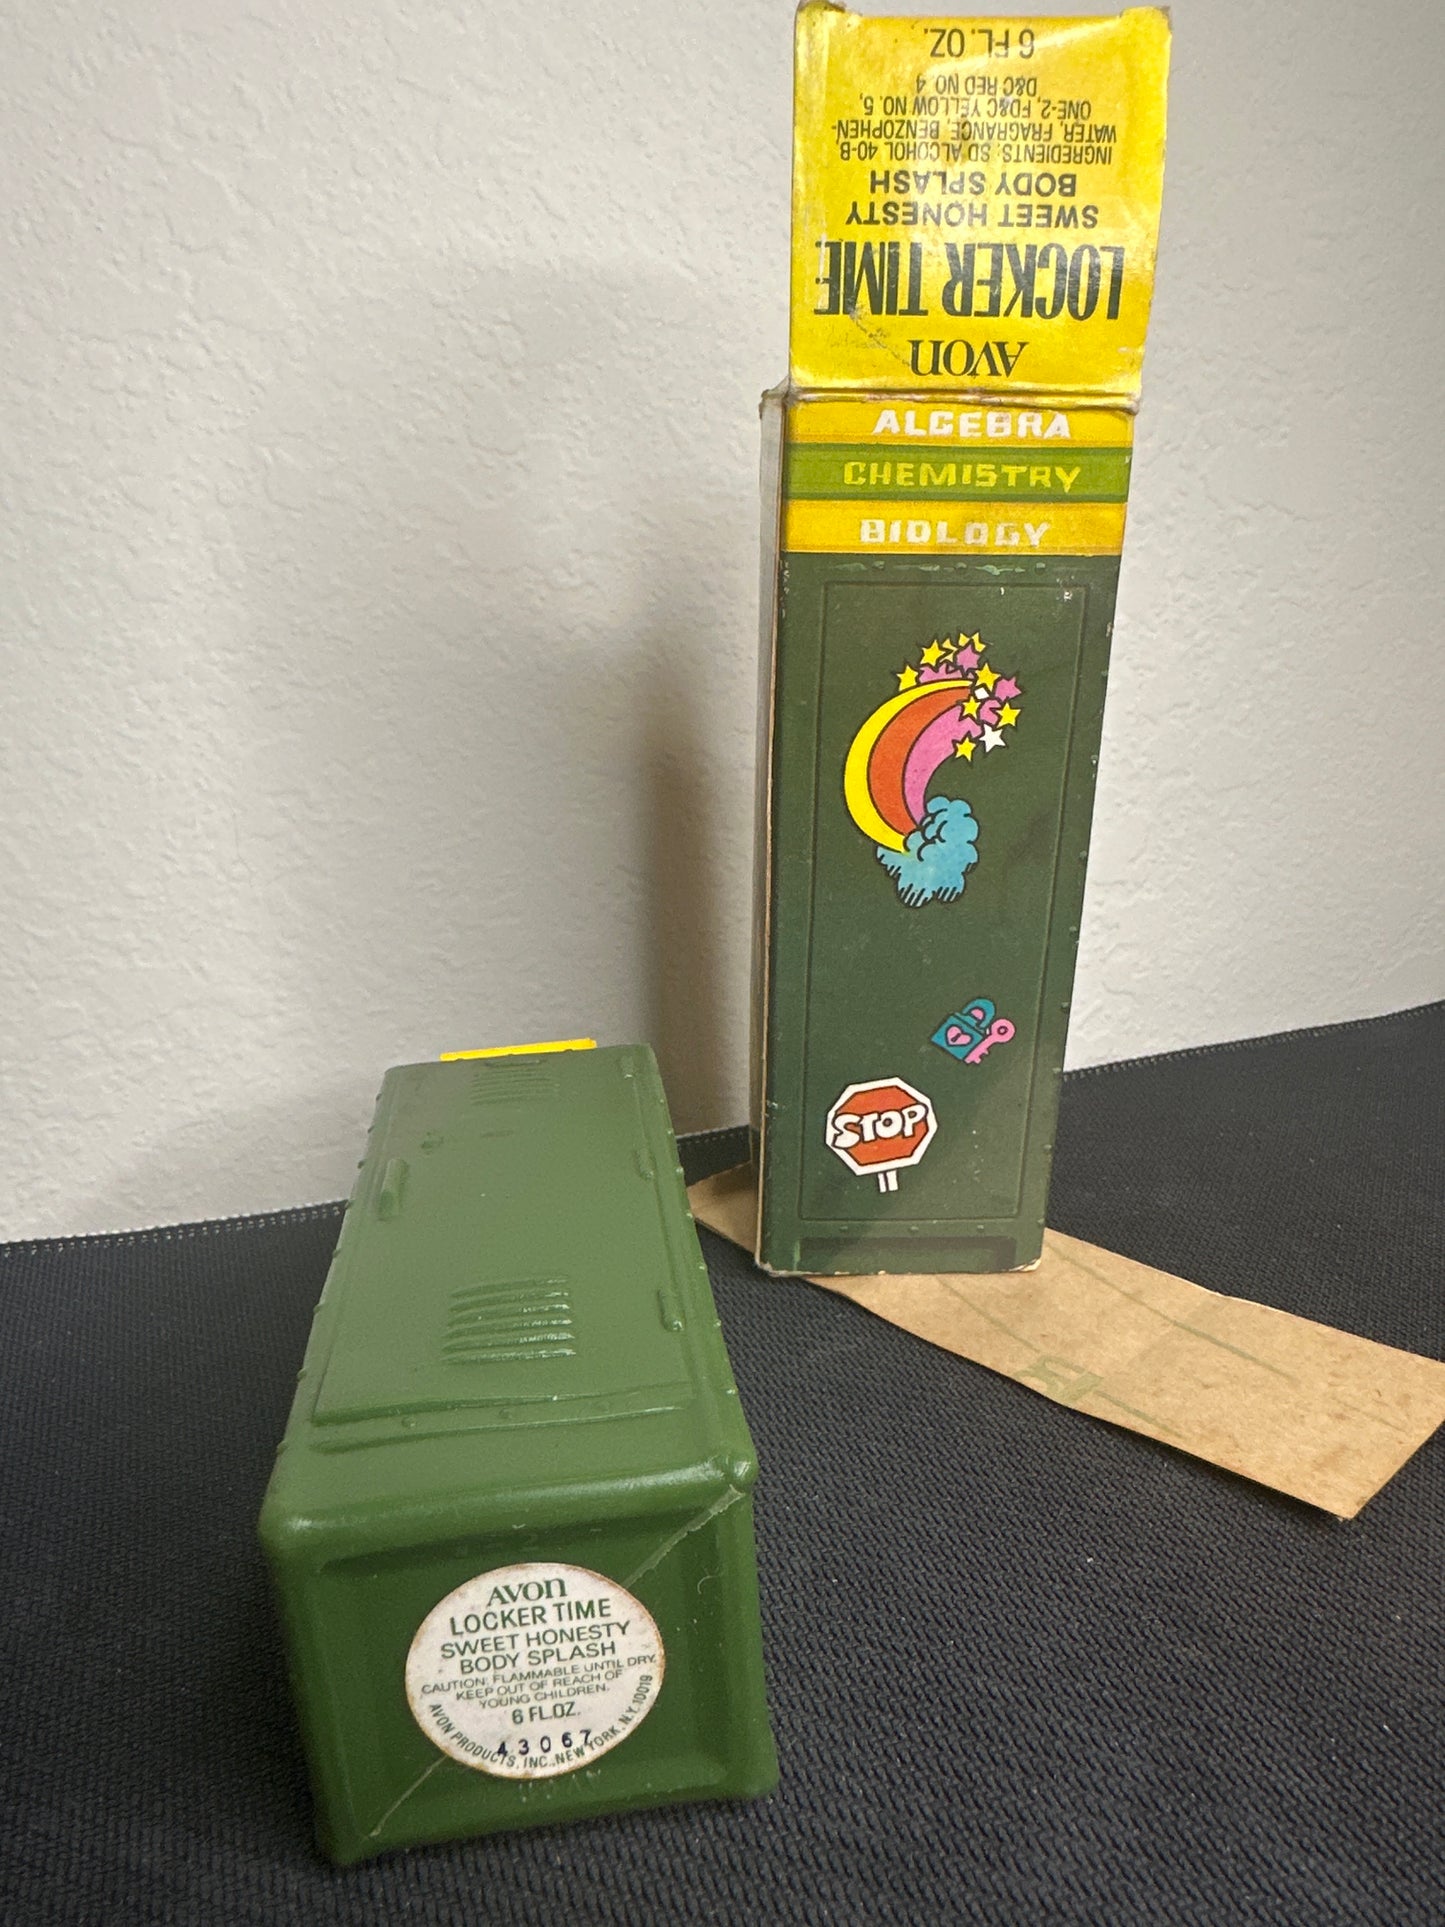 AVON
LOCKER TIME
SWEET HONESTY
BODY SPLASH
INGREDIENTS: SD ALCOHOL 40-B
WATER, FRAGRANCE, BENZOPHEN-
ONE-2, FD&C YELLOW NO. 5,
D&C RED NO. 4
6 FL. OZ.
ALGEBRA
CHEMISTRY
BIOLOGY
STOP
AVON
LOCKER TIME
SWEET HONESTY
BODY SPLASH
CAUTION: FLAMMABLE UNTIL DRY.
KEEP OUT OF REACH OF
YOUNG CHILDREN.
6 FL.OZ.
43067
AVON PRODUCTS, INC., NEW YORK, N.Y. 10019